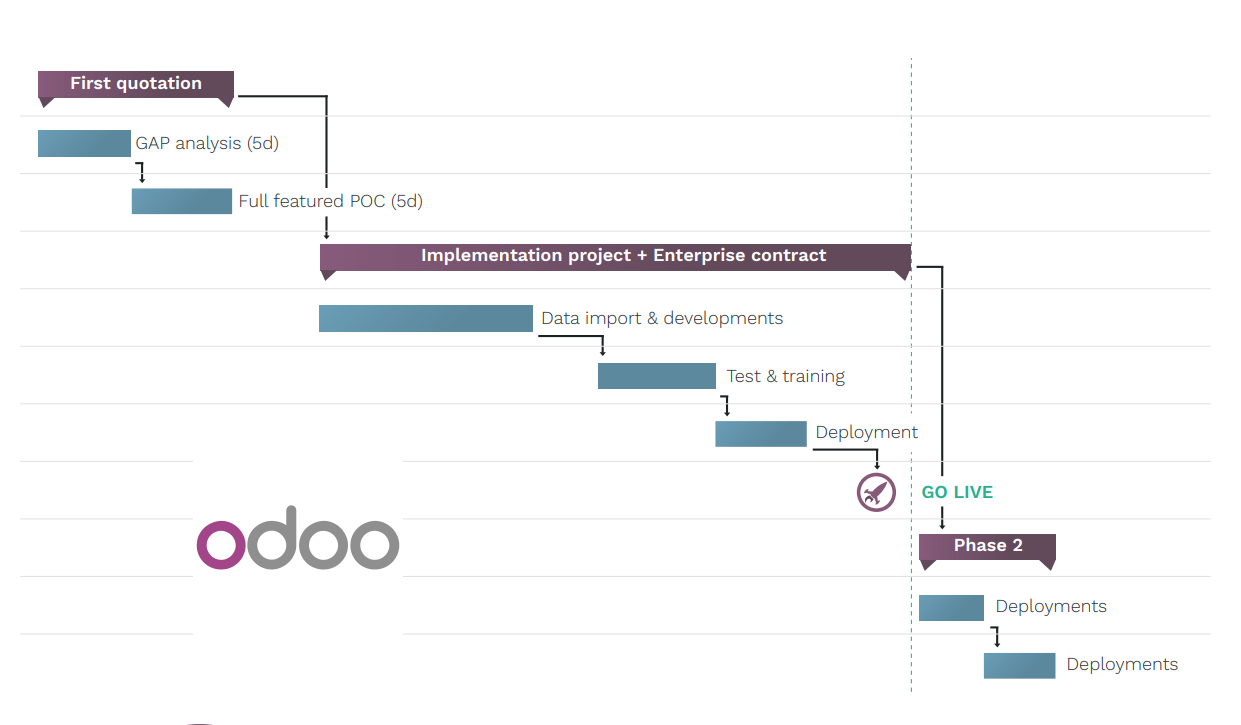 First quotation
GAP analysis (5d)
Full featured POC (5d)
Implementation project + Enterprise contract
Data import & developments
Test & training
Deployment
GO LIVE
odoo
Phase 2
Deployments
Deployments